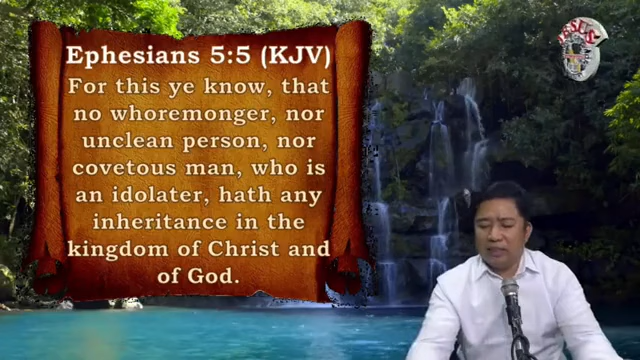 Ephesians 5:5 (KJV)
For this ye know, that
no whoremonger, nor
unclean person, nor
covetous man, who is
an idolater, hath any
inheritance in the
kingdom of Christ and
of God.
JESUS